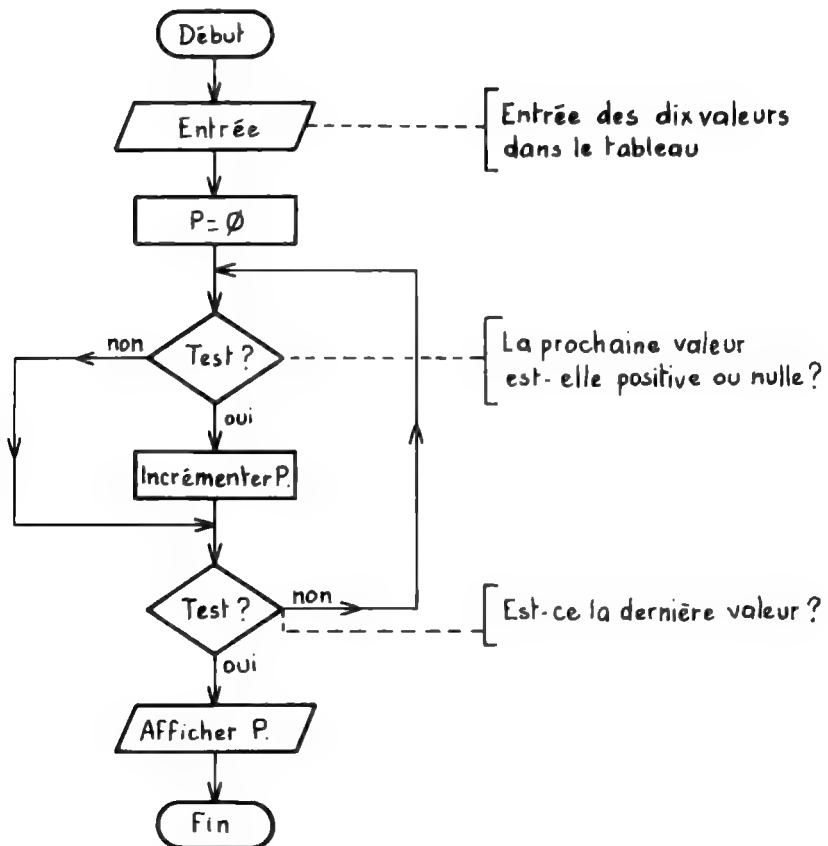 Début
Entrée
Entrée des dix valeurs
dans le tableau
P = Ø
Test ?
non
La prochaine valeur
est-elle positive ou nulle ?
oui
Incrémenter P.
Test ?
non
Est-ce la dernière valeur ?
oui
Afficher P.
Fin